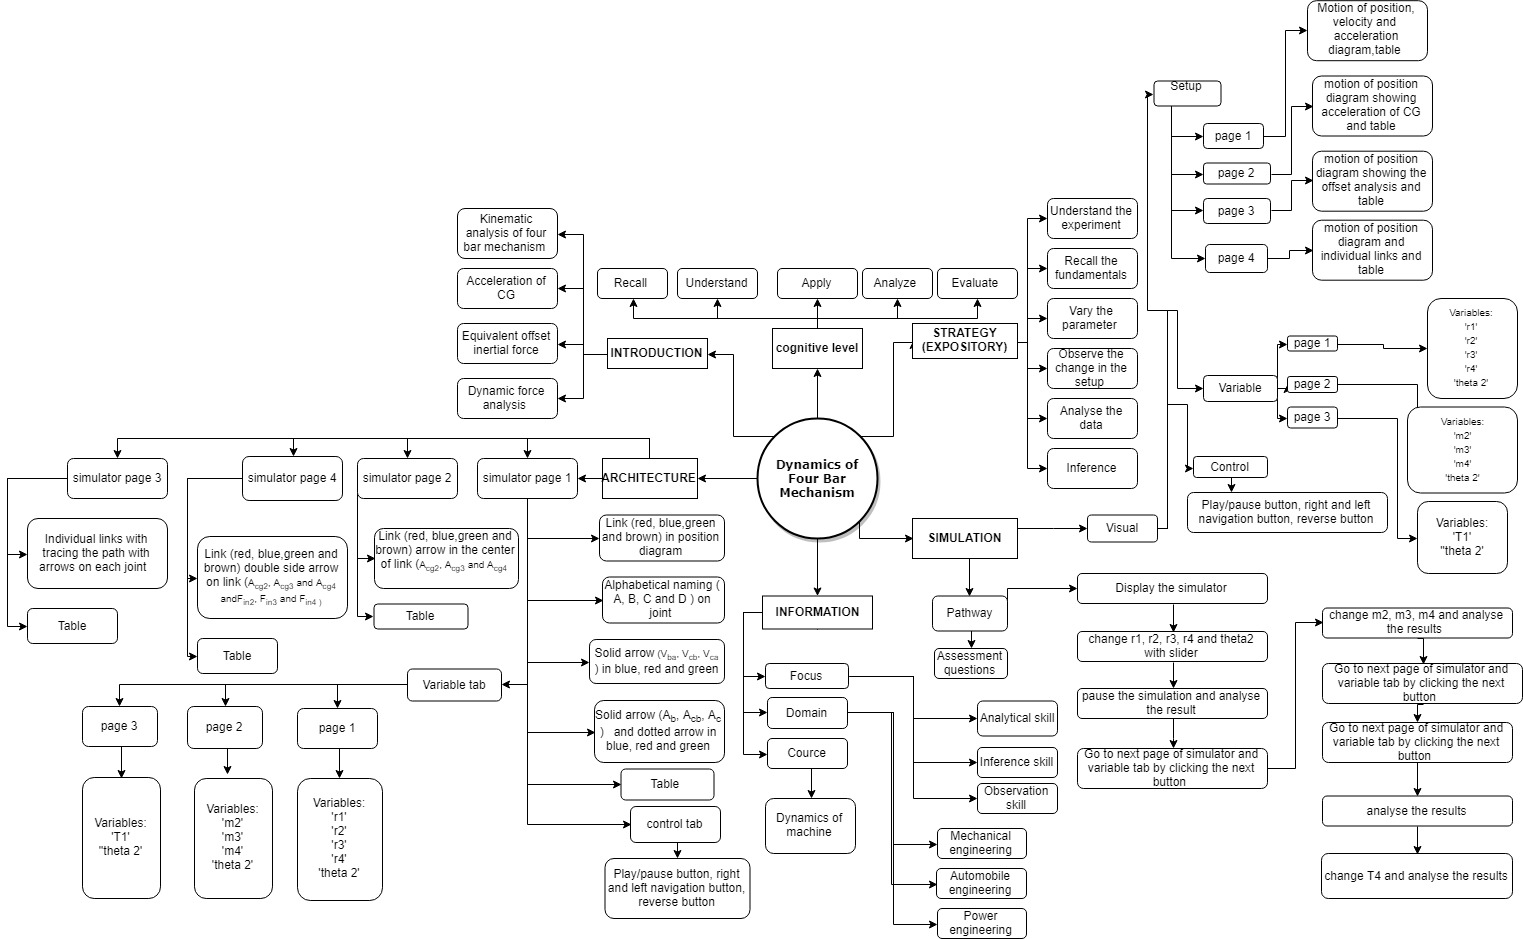 Motion of position,
velocity and
acceleration
diagram,table
Setup
motion of position
diagram showing
acceleration of CG
and table
page 1
page 2
motion of position
diagram showing the
offset analysis and
table
page 3
motion of position
diagram and
individual links and
table
page 4
Understand the
experiment
Recall the
fundamentals
Vary the
parameter
Observe the
change in the
setup
Analyse the
data
Inference
Kinematic
analysis of four
bar mechanism
Acceleration of
CG
Equivalent offset
inertial force
Dynamic force
analysis
Recall
Understand
Apply
Analyze
Evaluate
INTRODUCTION
cognitive level
STRATEGY
(EXPOSITORY)
Variable
page 1
page 2
page 3
Variables:
'r1'
'r2'
'r3'
'r4'
'theta 2'
Variables:
'm2'
'm3'
'm4'
'theta 2'
Variables:
'T1'
"theta 2'
Control
Play/pause button, right and left
navigation button, reverse button
Dynamics of
Four Bar
Mechanism
ARCHITECTURE
simulator page 3
simulator page 4
simulator page 2
simulator page 1
Individual links with
tracing the path with
arrows on each joint
Table
Link (red, blue,green and
brown) double side arrow
on link (Acg2, Acg3 and Acg4
andFin2, Fin3 and Fin4 )
Table
Link (red, blue,green and
brown) arrow in the center
of link (Acg2, Acg3 and Acg4
Table
Link (red, blue,green
and brown) in position
diagram
Alphabetical naming (
A, B, C and D ) on
joint
Solid arrow (Vba, Vcb, Vca
) in blue, red and green
Solid arrow (Ab, Acb, Ac
) and dotted arrow in
blue, red and green
Table
control tab
Play/pause button, right
and left navigation button,
reverse button
Variable tab
page 3
page 2
page 1
Variables:
'T1'
"theta 2'
Variables:
'm2'
'm3'
'm4'
'theta 2'
Variables:
'r1'
'r2'
'r3'
'r4'
'theta 2'
SIMULATION
Visual
Pathway
Assessment
questions
INFORMATION
Focus
Domain
Cource
Dynamics of
machine
Analytical skill
Inference skill
Observation
skill
Mechanical
engineering
Automobile
engineering
Power
engineering
Display the simulator
change r1, r2, r3, r4 and theta2
with slider
pause the simulation and analyse
the result
Go to next page of simulator and
variable tab by clicking the next
button
change m2, m3, m4 and analyse
the results
Go to next page of simulator and
variable tab by clicking the next
button
Go to next page of simulator and
variable tab by clicking the next
button
analyse the results
change T4 and analyse the results